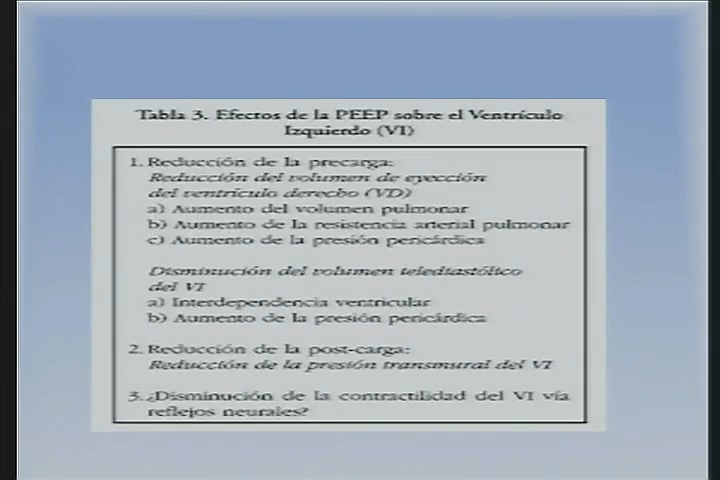 Tabla 3. Efectos de la PEEP sobre el Ventrículo
Izquierdo (VI)
1. Reducción de la precarga:
Reducción del volumen de eyección
del ventrículo derecho (VD)
a) Aumento del volumen pulmonar
b) Aumento de la resistencia arterial pulmonar
c) Aumento de la presión pericárdica
Disminución del volumen telediastólico
del VI
a) Interdependencia ventricular
b) Aumento de la presión pericárdica
2. Reducción de la post-carga:
Reducción de la presión transmural del VI
3. ¿Disminución de la contractilidad del VI vía
reflejos neurales?